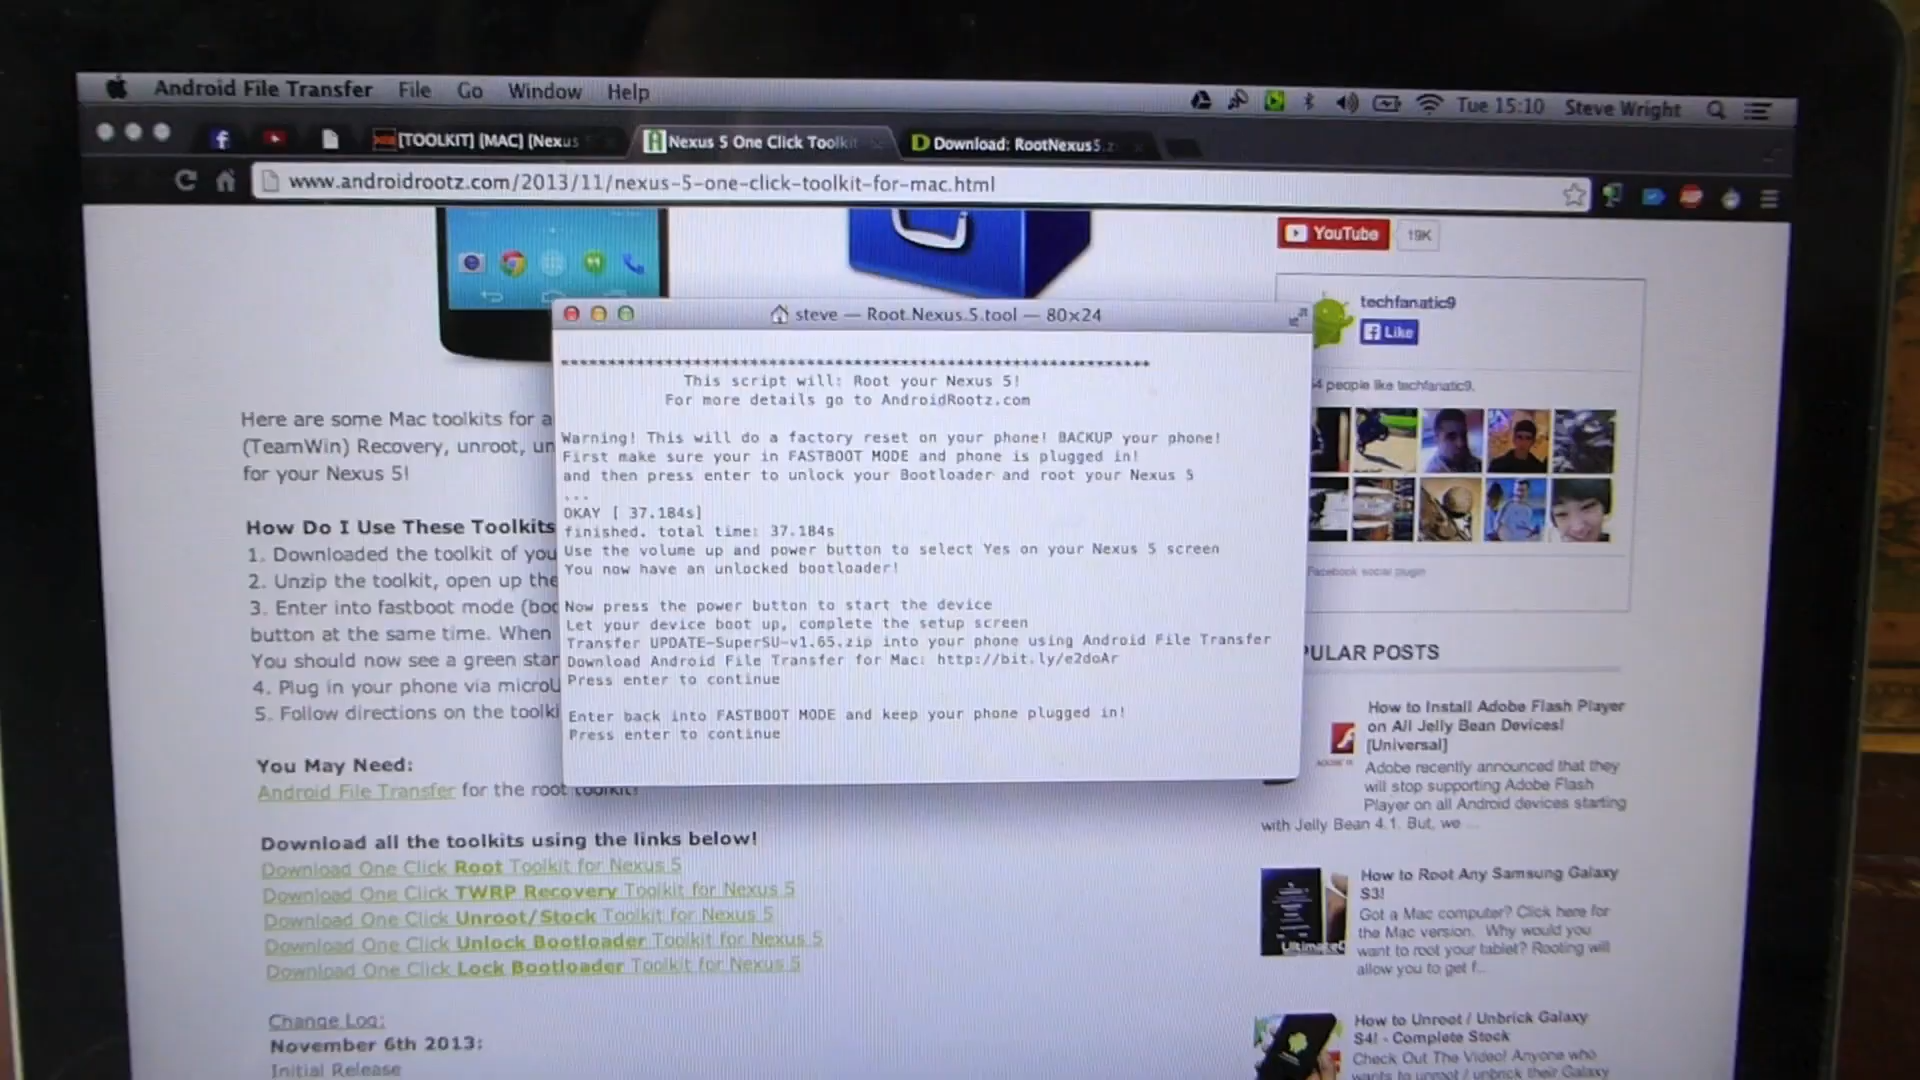 Android File Transfer File Go Window Help
Tue 15:10 Steve Wright
[TOOLKIT] [MAC] [Nexus 5
Nexus 5 One Click Toolkit
Download: RootNexus5.z
www.androidrootz.com/2013/11/nexus-5-one-click-toolkit-for-mac.html
YouTube 19K
techfanatic9
Like
4 people like techfanatic9.
Facebook social plugin
steve — Root.Nexus.5.tool — 80x24
This script will: Root your Nexus 5!
For more details go to AndroidRootz.com
Warning! This will do a factory reset on your phone! BACKUP your phone!
First make sure your in FASTBOOT MODE and phone is plugged in!
and then press enter to unlock your Bootloader and root your Nexus 5
...
OKAY [ 37.184s]
finished. total time: 37.184s
Use the volume up and power button to select Yes on your Nexus 5 screen
You now have an unlocked bootloader!
Now press the power button to start the device
Let your device boot up, complete the setup screen
Transfer UPDATE-SuperSU-v1.65.zip into your phone using Android File Transfer
Download Android File Transfer for Mac: http://bit.ly/e2doAr
Press enter to continue
Enter back into FASTBOOT MODE and keep your phone plugged in!
Press enter to continue
Here are some Mac toolkits for a
(TeamWin) Recovery, unroot, un
for your Nexus 5!
How Do I Use These Toolkits
1. Downloaded the toolkit of you
2. Unzip the toolkit, open up the
3. Enter into fastboot mode (boo
button at the same time. When
You should now see a green star
4. Plug in your phone via microU
5. Follow directions on the toolki
You May Need:
Android File Transfer for the root toolkit!
Download all the toolkits using the links below!
Download One Click Root Toolkit for Nexus 5
Download One Click TWRP Recovery Toolkit for Nexus 5
Download One Click Unroot/Stock Toolkit for Nexus 5
Download One Click Unlock Bootloader Toolkit for Nexus 5
Download One Click Lock Bootloader Toolkit for Nexus 5
Change Log:
November 6th 2013:
Initial Release
PULAR POSTS
How to Install Adobe Flash Player
on All Jelly Bean Devices!
[Universal]
Adobe recently announced that they
will stop supporting Adobe Flash
Player on all Android devices starting
with Jelly Bean 4.1. But, we ...
How to Root Any Samsung Galaxy
S3!
Got a Mac computer? Click here for
the Mac version. Why would you
want to root your tablet? Rooting will
allow you to get f...
How to Unroot / Unbrick Galaxy
S4! - Complete Stock
Check Out The Video! Anyone who
wants to unroot / unbrick their Galaxy